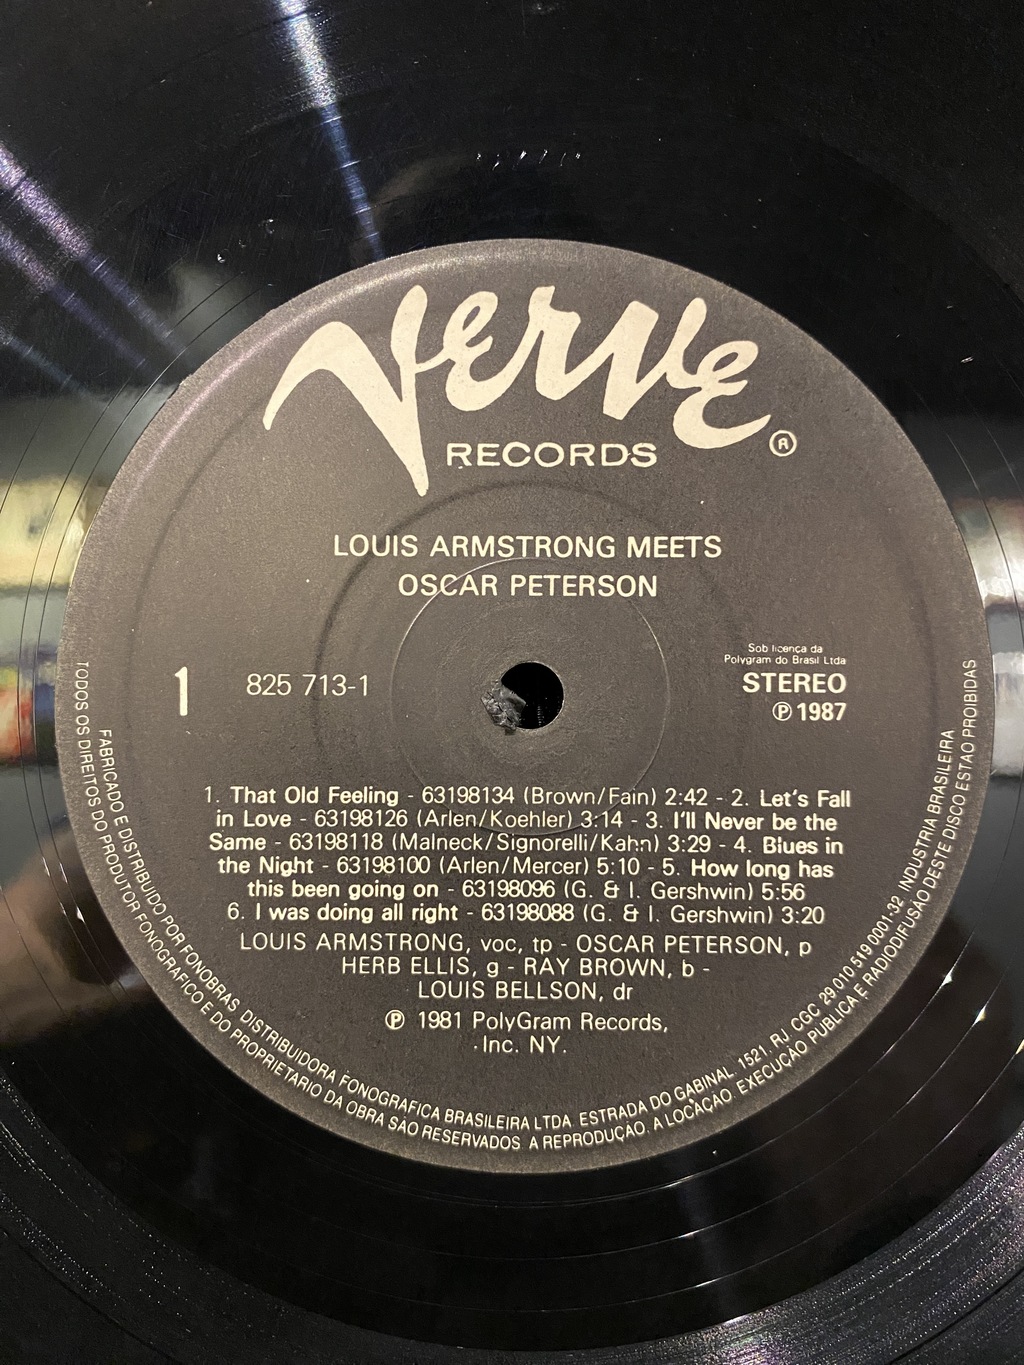 Verve
RECORDS ®
LOUIS ARMSTRONG MEETS
OSCAR PETERSON
1
825 713-1
Sob licença da
Polygram do Brasil Ltda
STEREO
℗ 1987
1. That Old Feeling - 63198134 (Brown/Fain) 2:42 - 2. Let's Fall
in Love - 63198126 (Arlen/Koehler) 3:14 - 3. I'll Never be the
Same - 63198118 (Malneck/Signorelli/Kahn) 3:29 - 4. Blues in
the Night - 63198100 (Arlen/Mercer) 5:10 - 5. How long has
this been going on - 63198096 (G. & I. Gershwin) 5:56
6. I was doing all right - 63198088 (G. & I. Gershwin) 3:20
LOUIS ARMSTRONG, voc, tp - OSCAR PETERSON, p
HERB ELLIS, g - RAY BROWN, b -
LOUIS BELLSON, dr
℗ 1981 PolyGram Records,
Inc. NY.
FABRICADO E DISTRIBUIDO POR FONOBRAS DISTRIBUIDORA FONOGRAFICA BRASILEIRA LTDA. ESTRADA DO GABINAL, 1521, RJ. CGC 29.010.519.0001-32 INDUSTRIA BRASILEIRA
TODOS OS DIREITOS DO PRODUTOR FONOGRAFICO E DO PROPRIETARIO DA OBRA SÃO RESERVADOS. A REPRODUÇÃO, A LOCAÇÃO, EXECUÇÃO PUBLICA E RADIODIFUSÃO DESTE DISCO ESTÃO PROIBIDAS